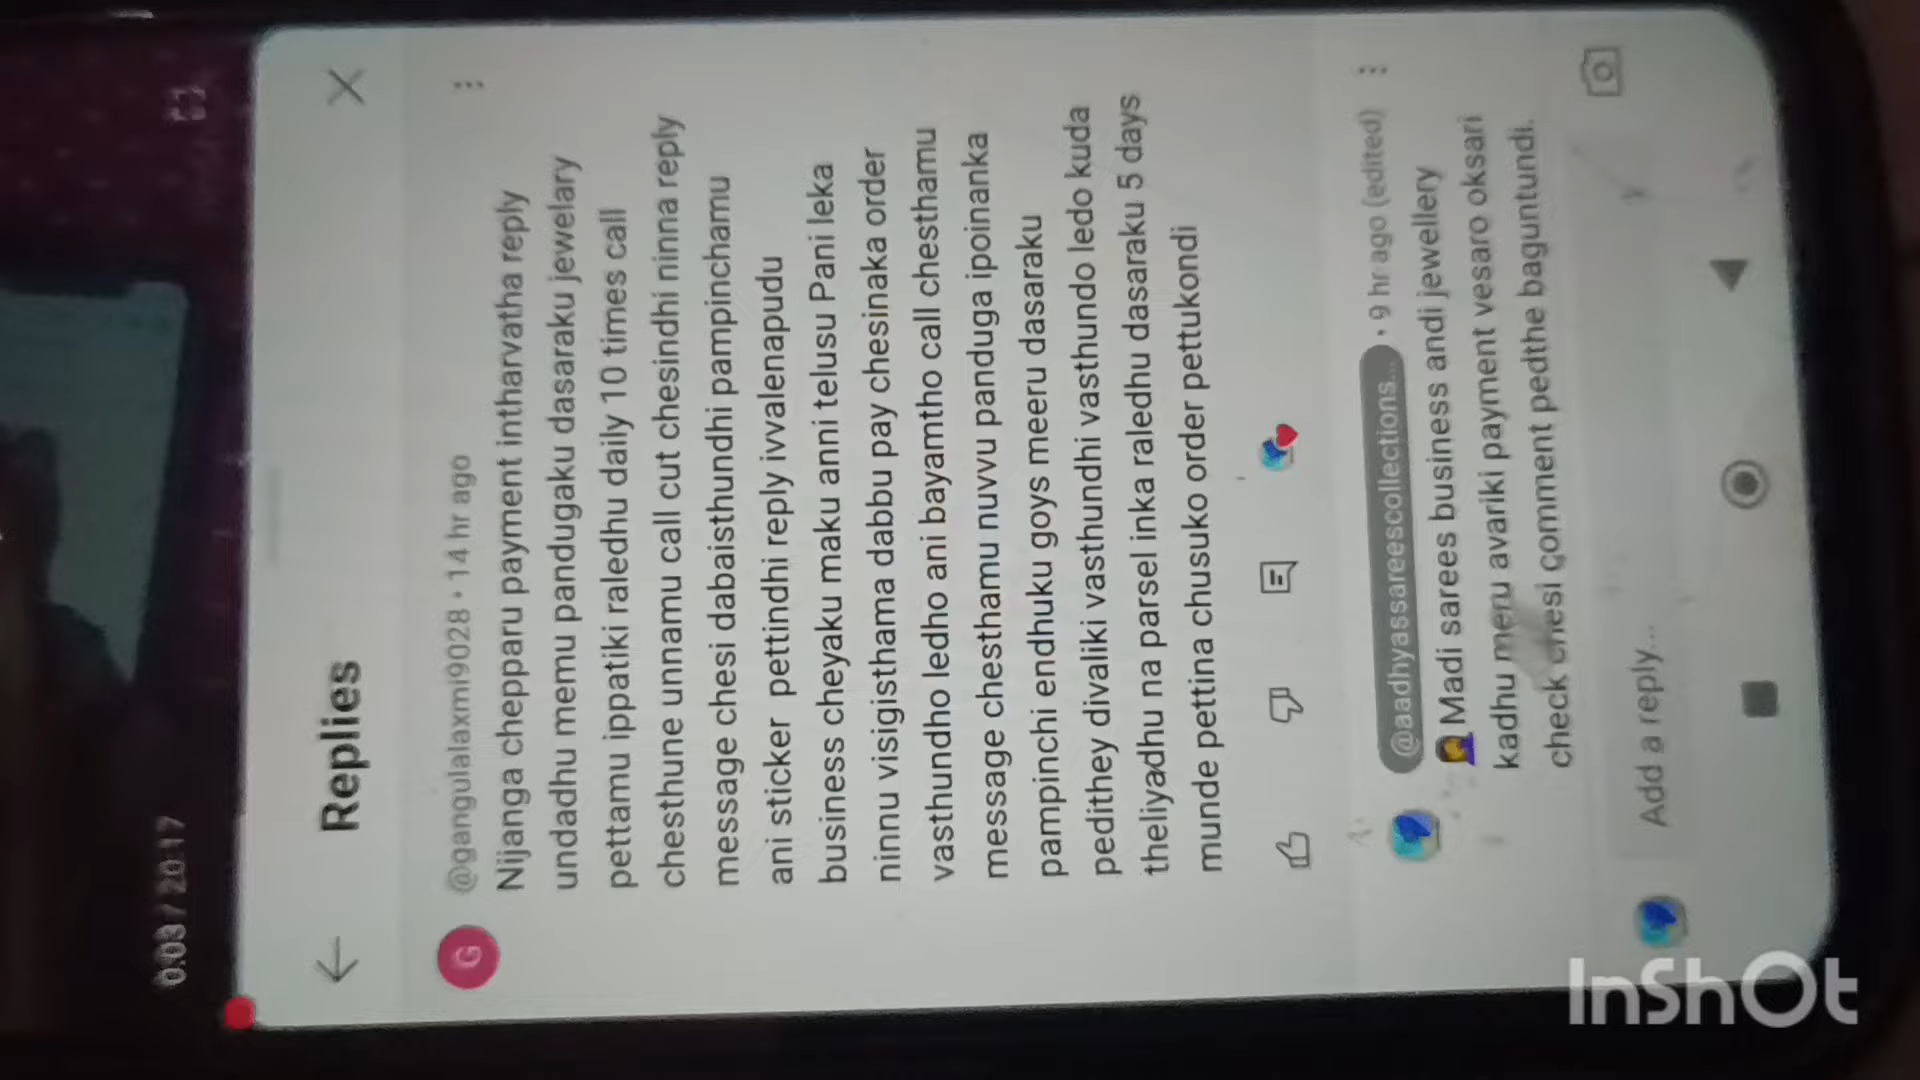 0:03 / 20:17
Replies
@gangulalaxmi9028 • 14 hr ago
Nijanga chepparu payment intharvatha reply
undadhu memu pandugaku dasaraku jewelary
pettamu ippatiki raledhu daily 10 times call
chesthune unnamu call cut chesindhi ninna reply
message chesi dabaisthundhi pampinchamu
ani sticker pettindhi reply ivvalenapudu
business cheyaku maku anni telusu Pani leka
ninnu visigisthama dabbu pay chesinaka order
vasthundho ledho ani bayamtho call chesthamu
message chesthamu nuvvu panduga ipoinanka
pampinchi endhuku goys meeru dasaraku
pedithey divaliki vasthundhi vasthundo ledo kuda
theliyadhu na parsel inka raledhu dasaraku 5 days
munde pettina chusuko order pettukondi
@aadhyassareescollections... • 9 hr ago (edited)
Madi sarees business andi jewellery
kadhu meru avariki payment vesaro oksari
check chesi comment pedthe baguntundi.
Add a reply...
InShOt